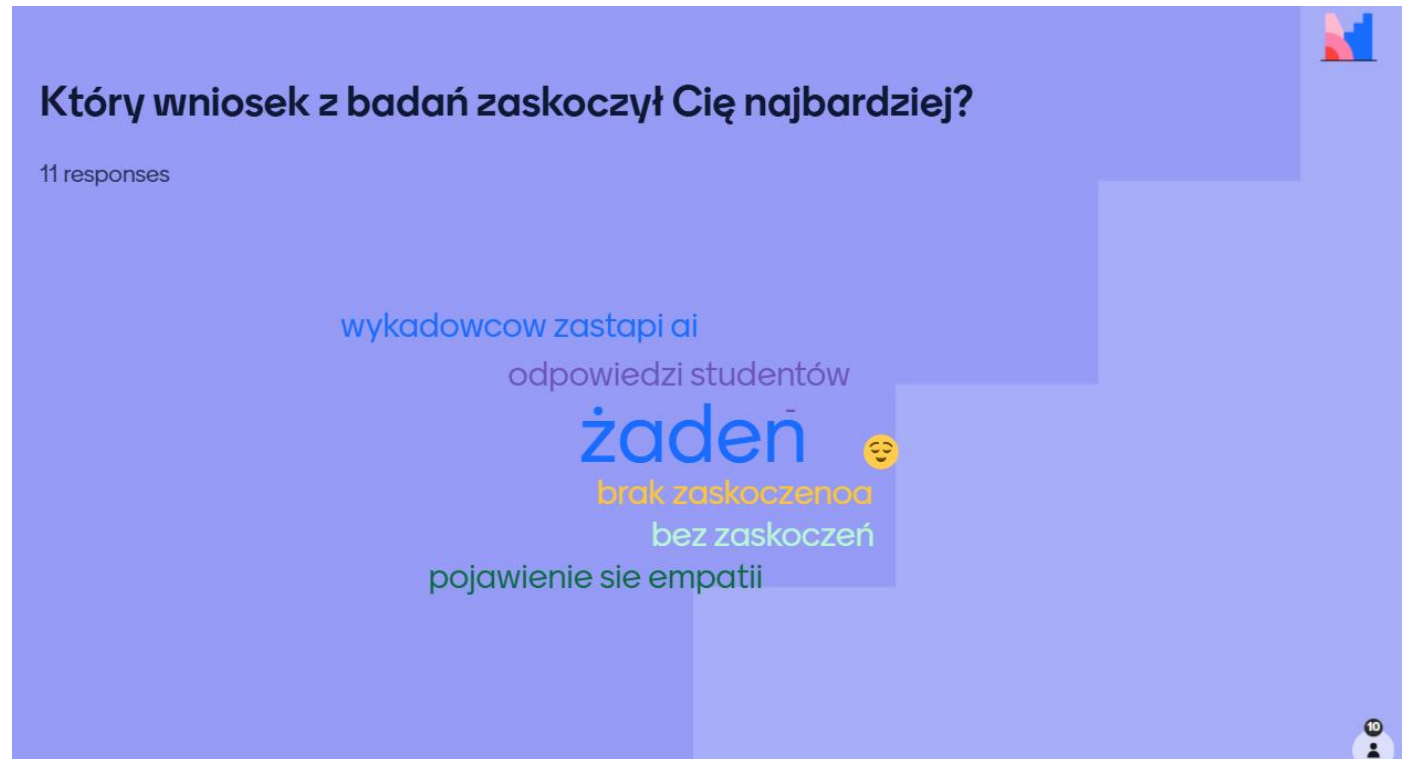 Który wniosek z badań zaskoczył Cię najbardziej?
11 responses
wykadowcow zastapi ai
odpowiedzi studentów
-
żaden
😌
brak zaskoczenoa
bez zaskoczeń
pojawienie sie empatii
10